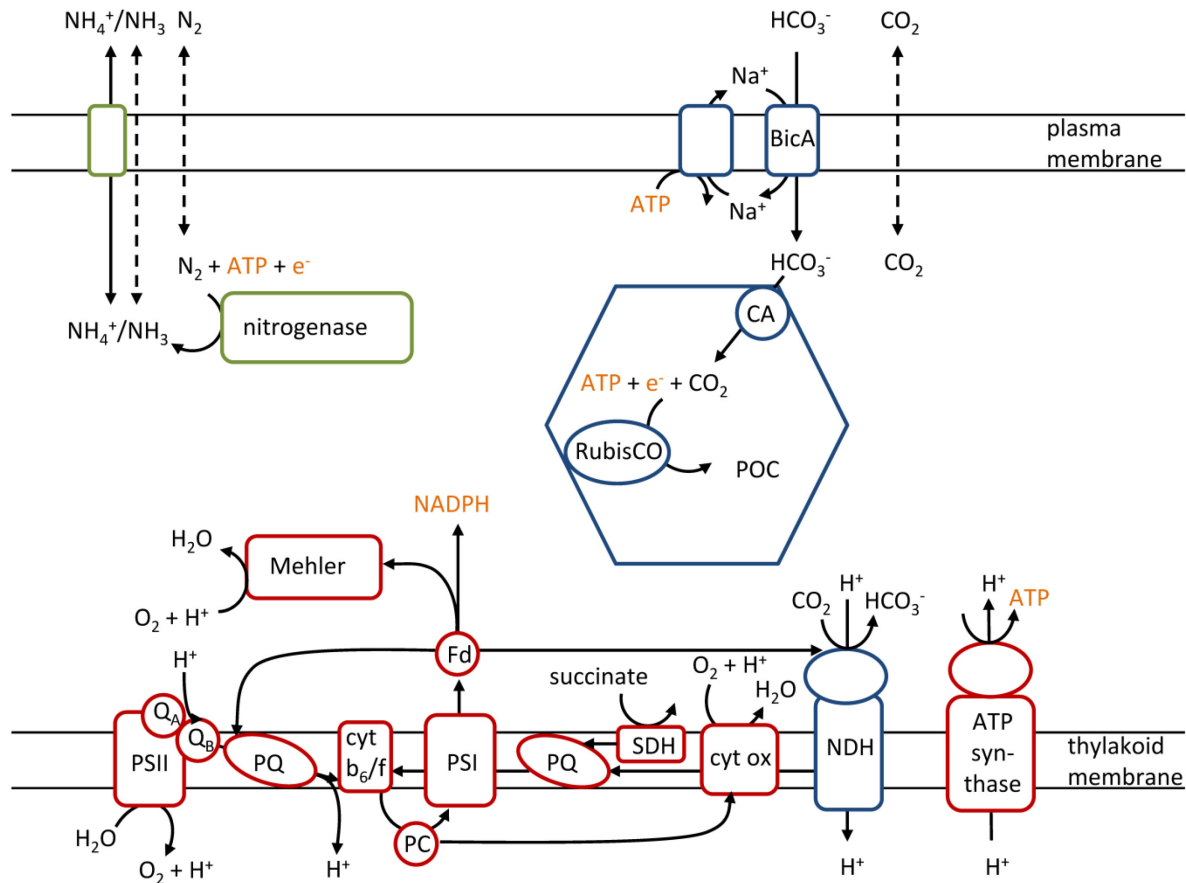 NH₄⁺/NH₃ N₂
HCO₃⁻
CO₂
Na⁺
BicA
plasma
membrane
ATP
Na⁺
N₂ + ATP + e⁻
HCO₃⁻
CO₂
NH₄⁺/NH₃
nitrogenase
CA
ATP + e⁻ + CO₂
RubisCO
POC
NADPH
H₂O
Mehler
O₂ + H⁺
H⁺
CO₂
H⁺
HCO₃⁻
H⁺
ATP
Fd
succinate
O₂ + H⁺
H₂O
Q_A
Q_B
PSII
PQ
cyt
b₆/f
PSI
PQ
SDH
cyt ox
NDH
ATP
syn-
thase
thylakoid
membrane
H₂O
O₂ + H⁺
H⁺
PC
H⁺
H⁺